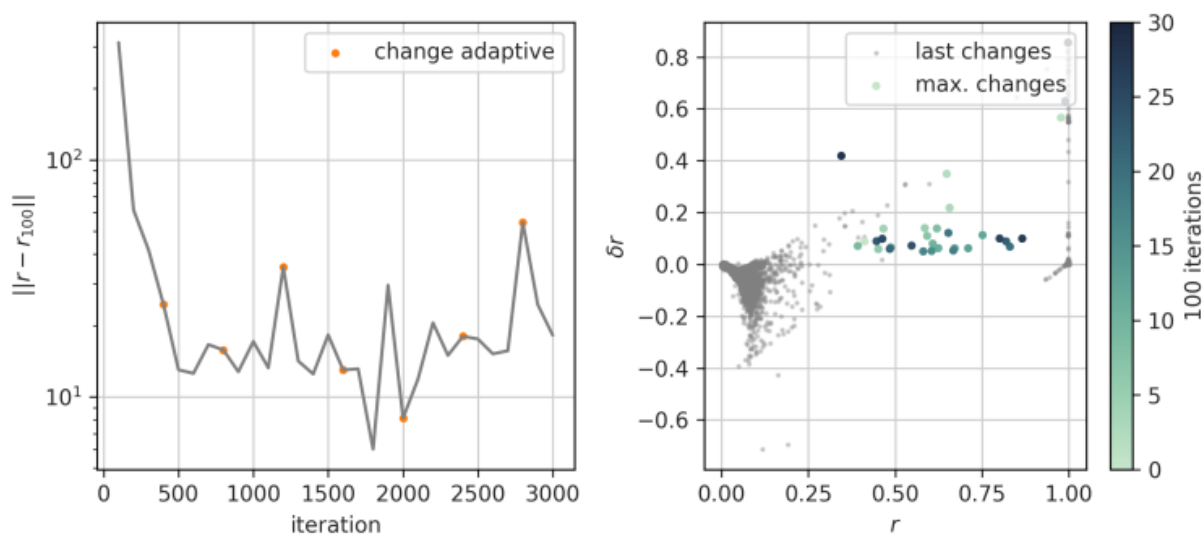 ||r − r₁₀₀||
10²
10¹
change adaptive
0 500 1000 1500 2000 2500 3000
iteration
δr
0.8
0.6
0.4
0.2
0.0
−0.2
−0.4
−0.6
last changes
max. changes
0.00 0.25 0.50 0.75 1.00
r
30
25
20
15
10
5
0
100 iterations